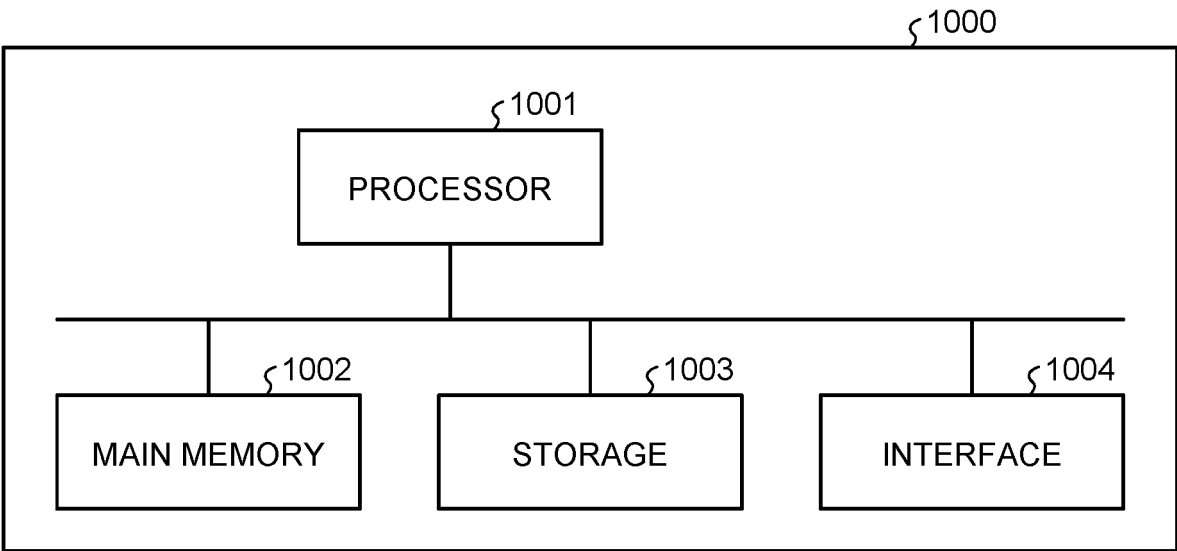 1000
1001
PROCESSOR
1002
1003
1004
MAIN MEMORY
STORAGE
INTERFACE